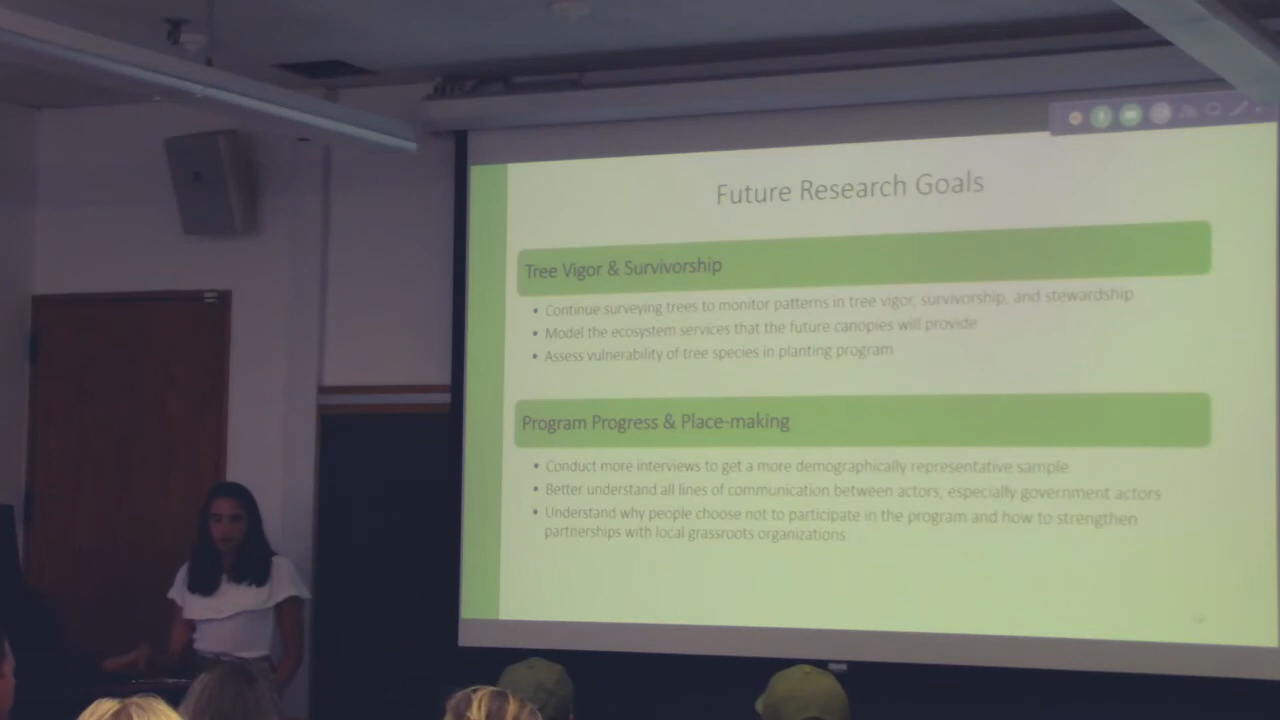 Future Research Goals
Tree Vigor & Survivorship
• Continue surveying trees to monitor patterns in tree vigor, survivorship, and stewardship
• Model the ecosystem services that the future canopies will provide
• Assess vulnerability of tree species in planting program
Program Progress & Place-making
• Conduct more interviews to get a more demographically representative sample
• Better understand all lines of communication between actors, especially government actors
• Understand why people choose not to participate in the program and how to strengthen
partnerships with local grassroots organizations